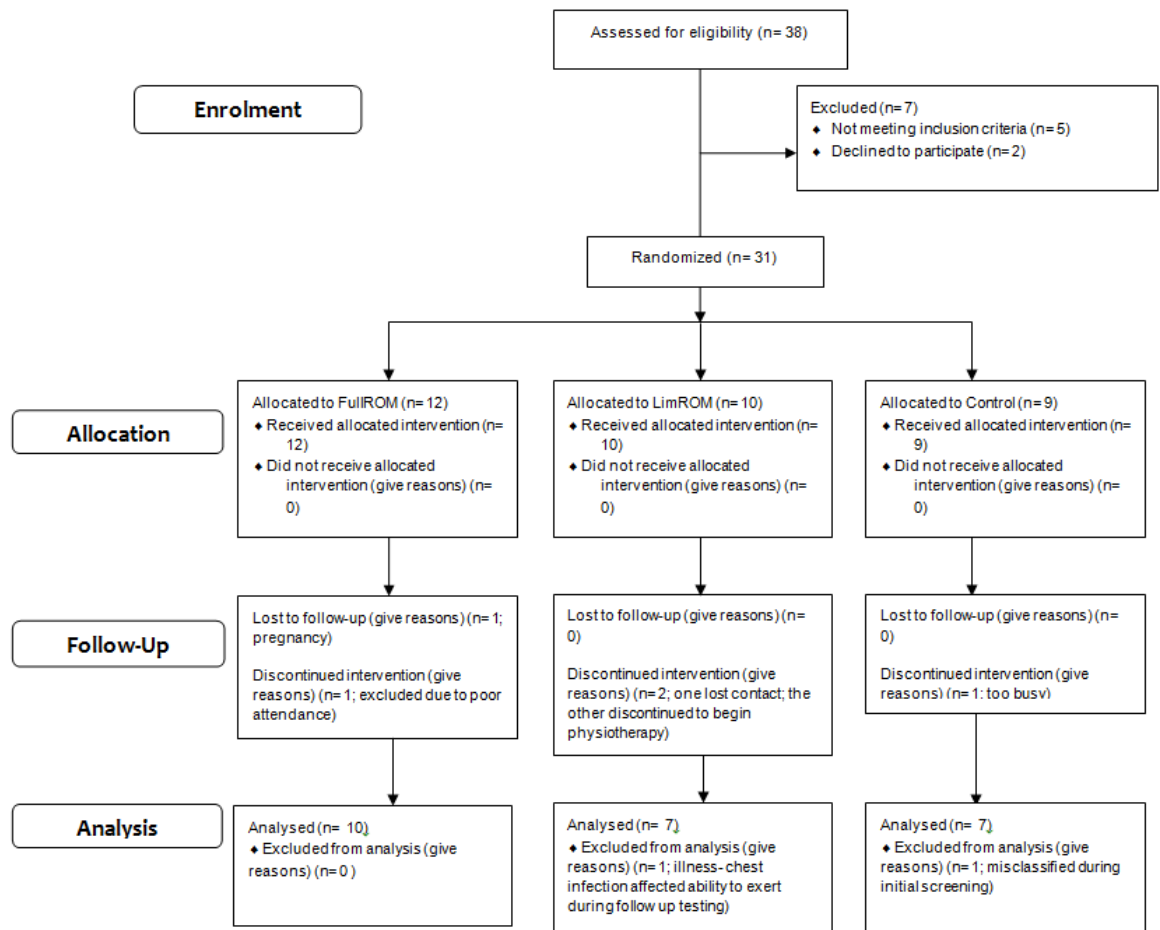 Assessed for eligibility (n= 38)
Enrolment
Excluded (n= 7)
◆ Not meeting inclusion criteria (n= 5)
◆ Declined to participate (n= 2)
Randomized (n= 31)
Allocation
Allocated to FullROM (n= 12)
◆ Received allocated intervention (n=
12)
◆ Did not receive allocated
intervention (give reasons) (n=
0)
Allocated to LimROM (n= 10)
◆ Received allocated intervention (n=
10)
◆ Did not receive allocated
intervention (give reasons) (n=
0)
Allocated to Control (n= 9)
◆ Received allocated intervention (n=
9)
◆ Did not receive allocated
intervention (give reasons) (n=
0)
Follow-Up
Lost to follow-up (give reasons) (n= 1;
pregnancy)
Discontinued intervention (give
reasons) (n= 1; excluded due to poor
attendance)
Lost to follow-up (give reasons) (n=
0)
Discontinued intervention (give
reasons) (n=2; one lost contact; the
other discontinued to begin
physiotherapy)
Lost to follow-up (give reasons) (n=
0)
Discontinued intervention (give
reasons) (n= 1; too busy)
Analysis
Analysed (n= 10)
◆ Excluded from analysis (give
reasons) (n= 0 )
Analysed (n= 7)
◆ Excluded from analysis (give
reasons) (n= 1; illness- chest
infection affected ability to exert
during follow up testing)
Analysed (n= 7)
◆ Excluded from analysis (give
reasons) (n= 1; misclassified during
initial screening)